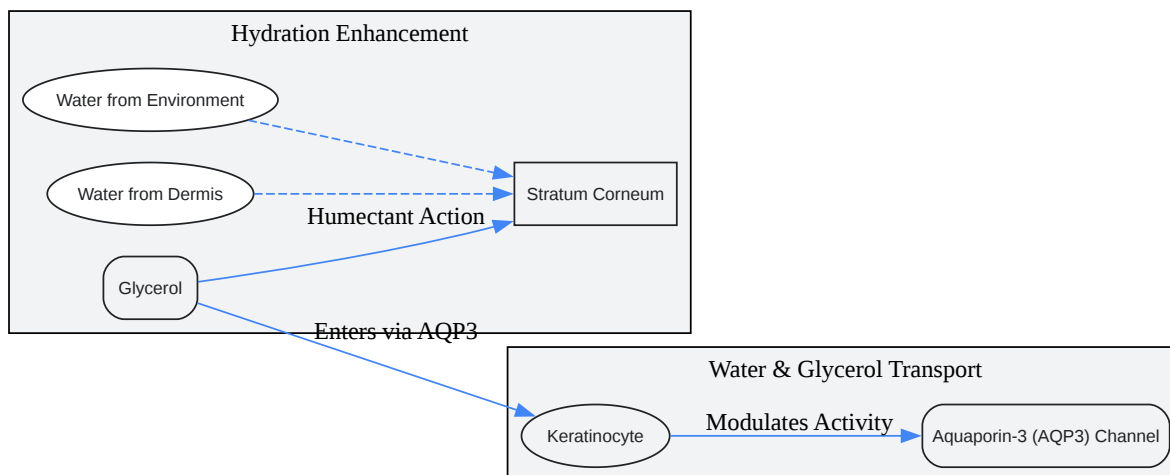 Hydration Enhancement
Water from Environment
Water from Dermis
Stratum Corneum
Humectant Action
Glycerol
Enters via AQP3
Water & Glycerol Transport
Keratinocyte
Modulates Activity
Aquaporin-3 (AQP3) Channel